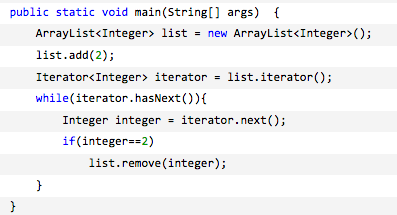 public static void main(String[] args)  {
    ArrayList<Integer> list = new ArrayList<Integer>();
    list.add(2);
    Iterator<Integer> iterator = list.iterator();
    while(iterator.hasNext()){
        Integer integer = iterator.next();
        if(integer==2)
            list.remove(integer);
    }
}